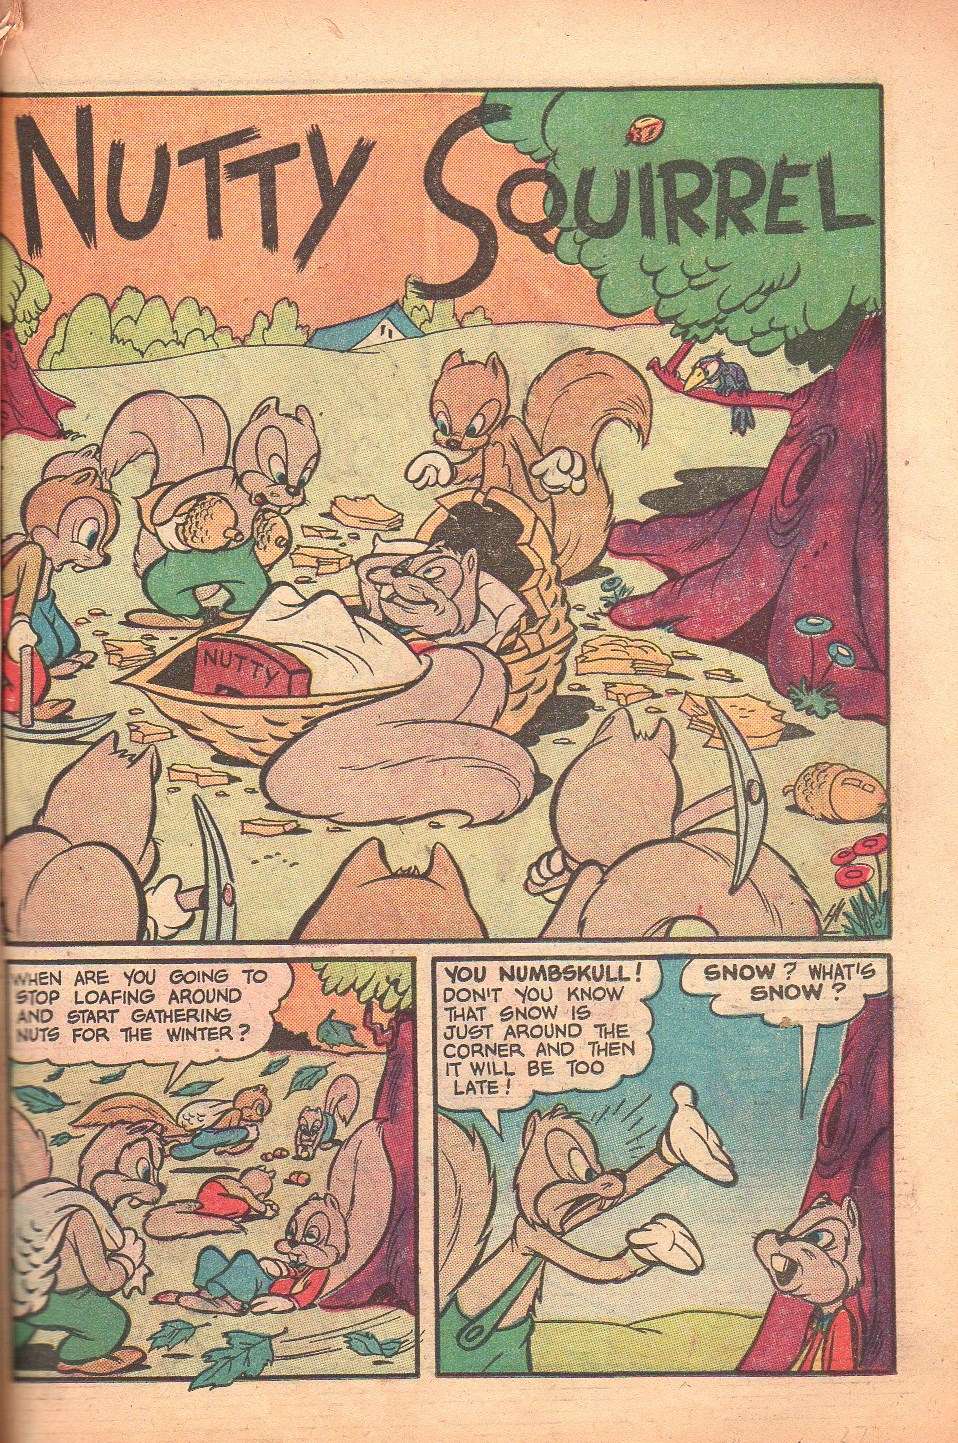 NUTTY SQUIRREL
NUTTY
WHEN ARE YOU GOING TO
STOP LOAFING AROUND
AND START GATHERING
NUTS FOR THE WINTER?
YOU NUMBSKULL!
DON'T YOU KNOW
THAT SNOW IS
JUST AROUND THE
CORNER AND THEN
IT WILL BE TOO
LATE!
SNOW? WHAT'S
SNOW?